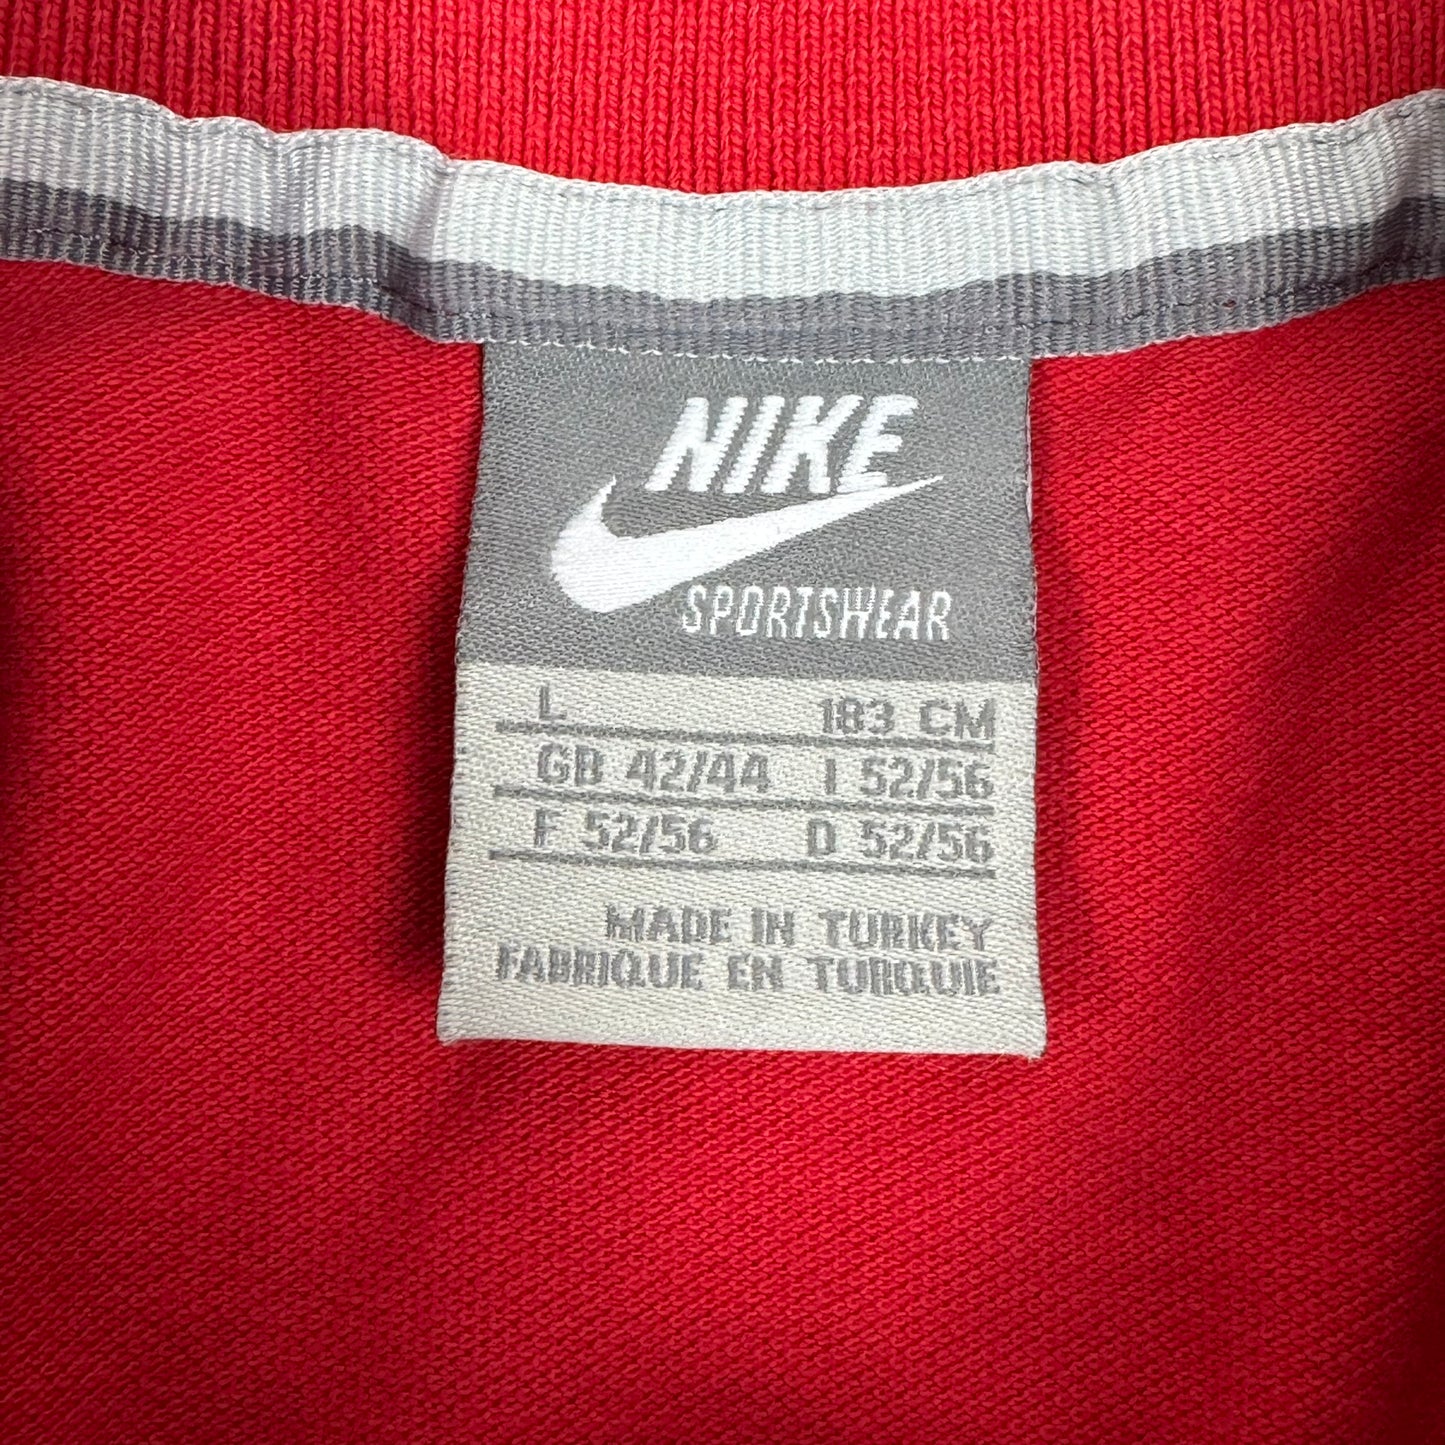 NIKE
SPORTSWEAR
L 183 CM
GB 42/44 I 52/56
F 52/56 D 52/56
MADE IN TURKEY
FABRIQUE EN TURQUIE